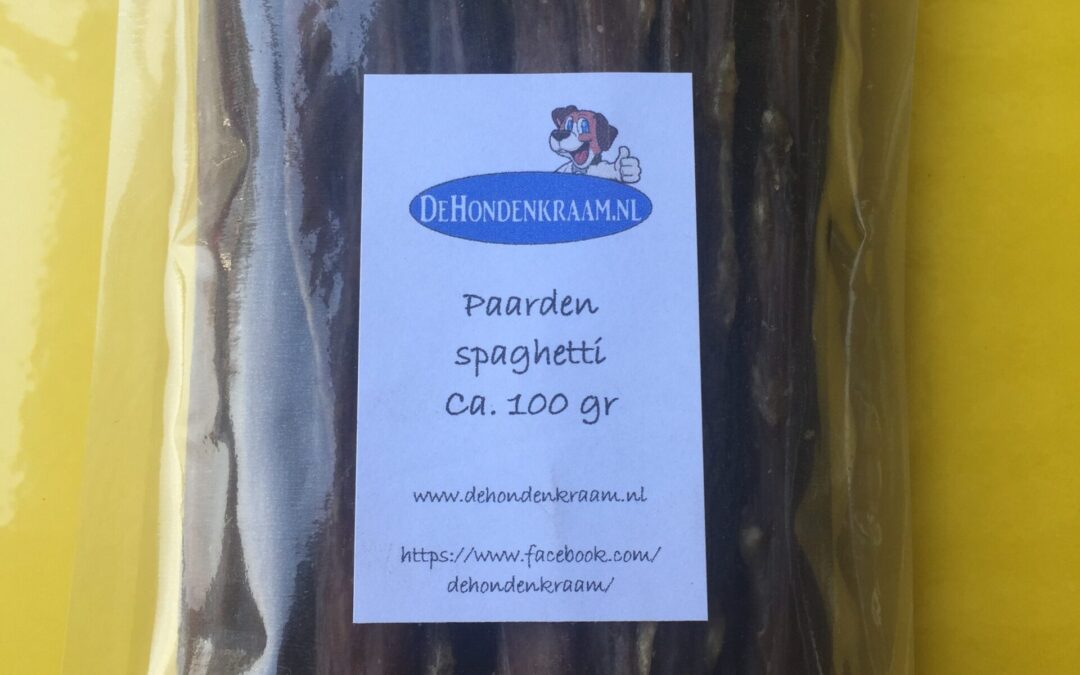 DeHondenkraam.nl
Paarden
spaghetti
Ca. 100 gr
www.dehondenkraam.nl
https://www.facebook.com/
dehondenkraam/